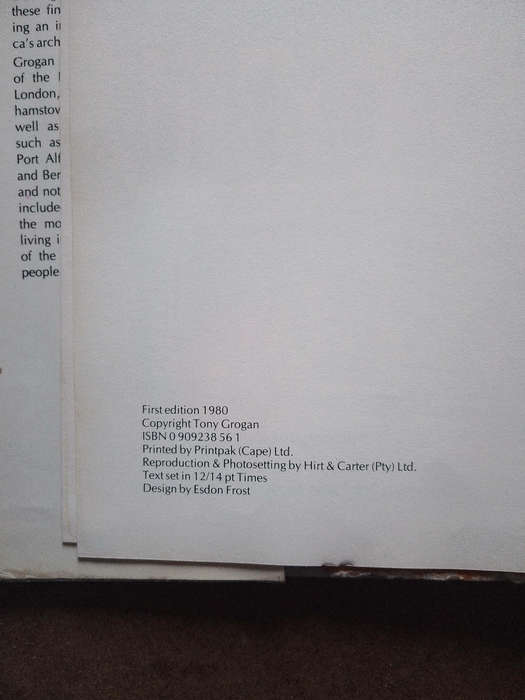 these fin
ing an i
ca's arch
Grogan
of the
London,
hamstov
well as
such as
Port Alf
and Ber
and not
include
the mo
living i
of the
people
First edition 1980
Copyright Tony Grogan
ISBN 0 909238 56 1
Printed by Printpak (Cape) Ltd.
Reproduction & Photosetting by Hirt & Carter (Pty) Ltd.
Text set in 12/14 pt Times
Design by Esdon Frost